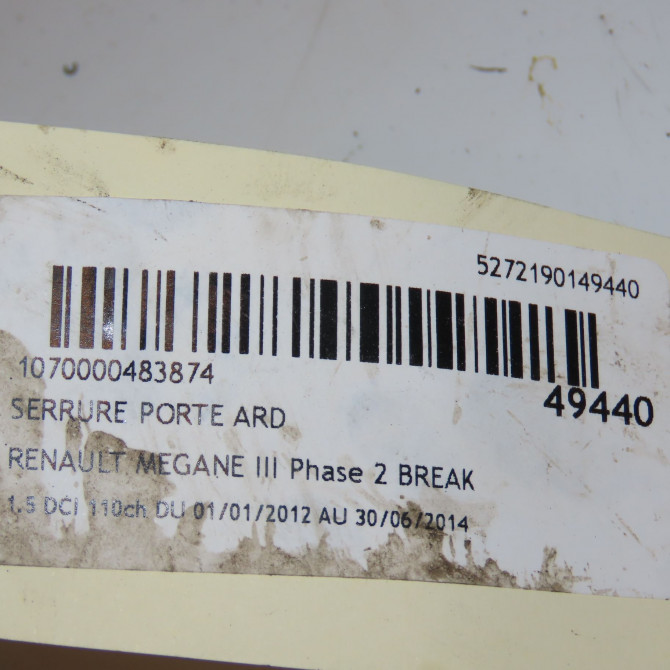 5272190149440
1070000483874
49440
SERRURE PORTE ARD
RENAULT MEGANE III Phase 2 BREAK
1.5 DCI 110ch DU 01/01/2012 AU 30/06/2014